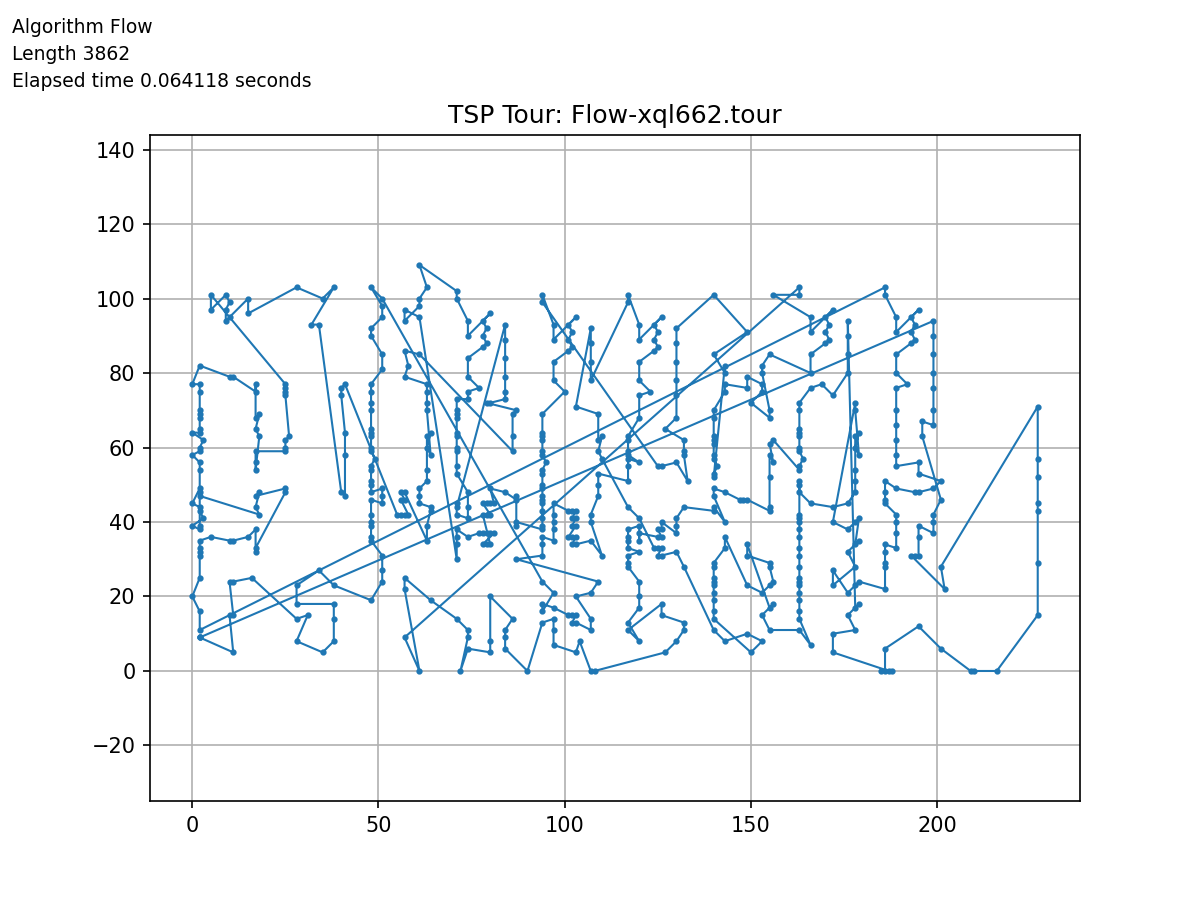 Algorithm Flow
Length 3862
Elapsed time 0.064118 seconds
TSP Tour: Flow-xql662.tour
140
120
100
80
60
40
20
0
−20
0 50 100 150 200